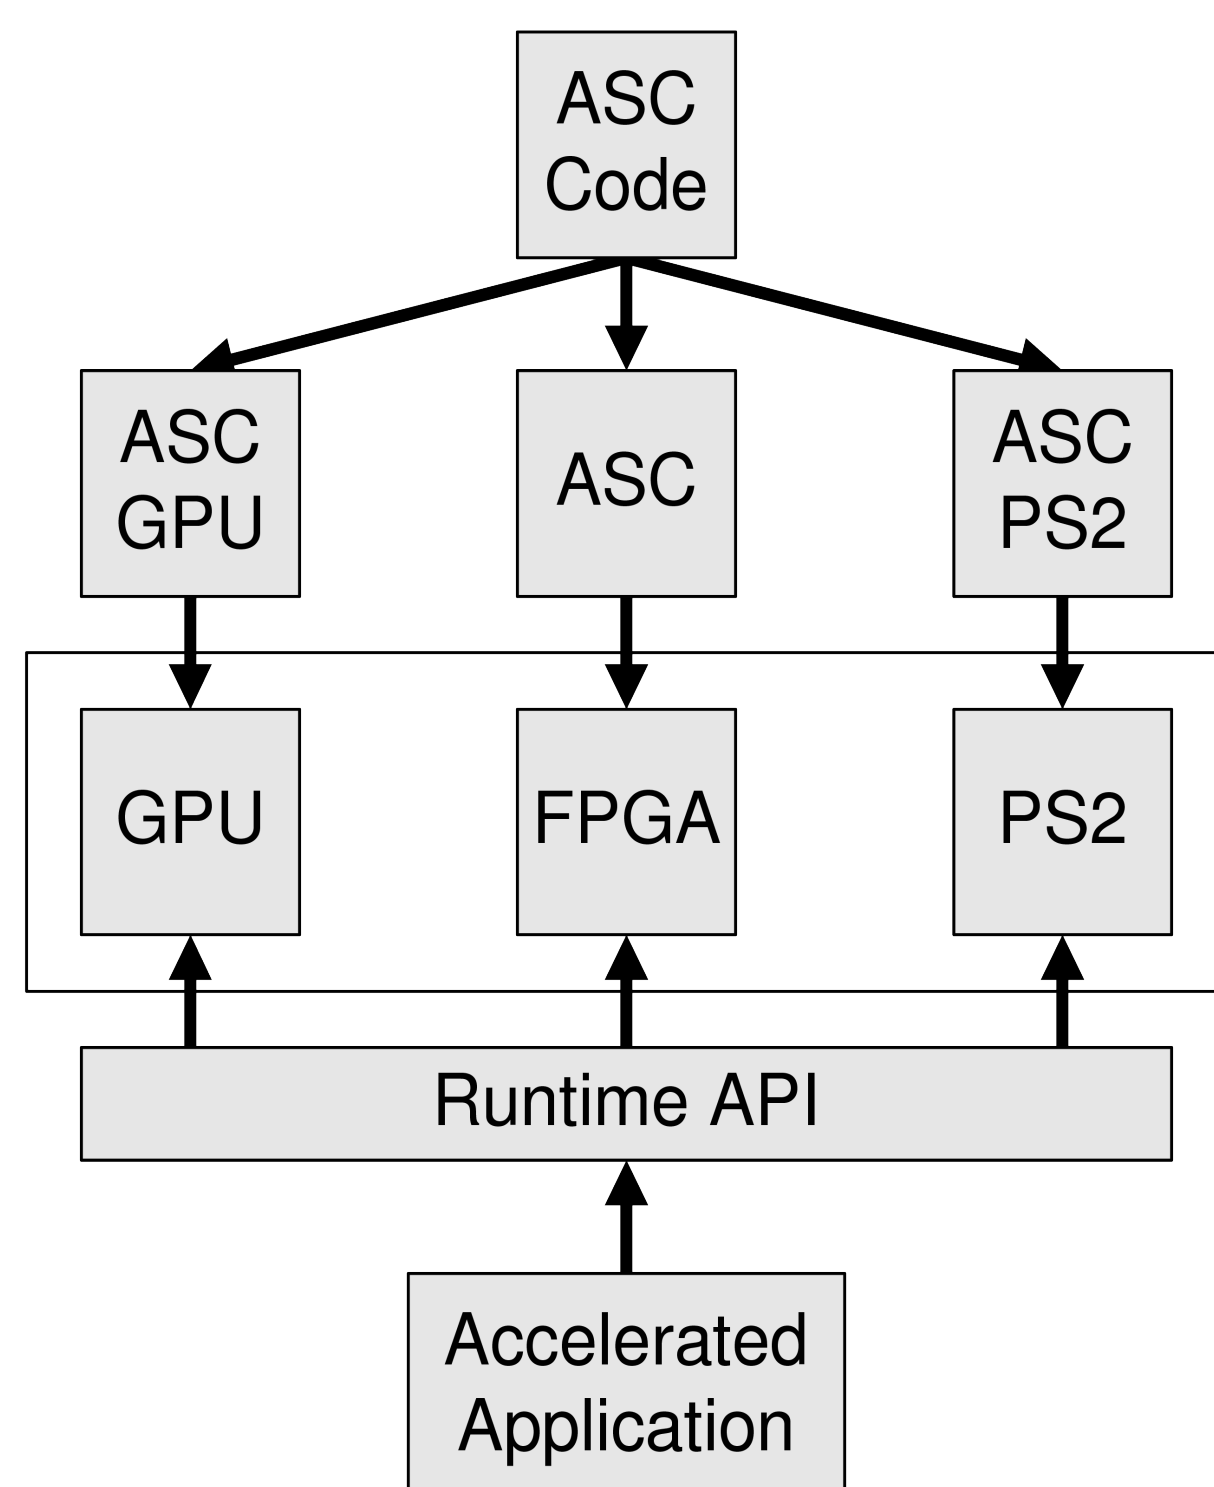 ASC
Code
ASC
GPU
ASC
ASC
PS2
GPU
FPGA
PS2
Runtime API
Accelerated
Application